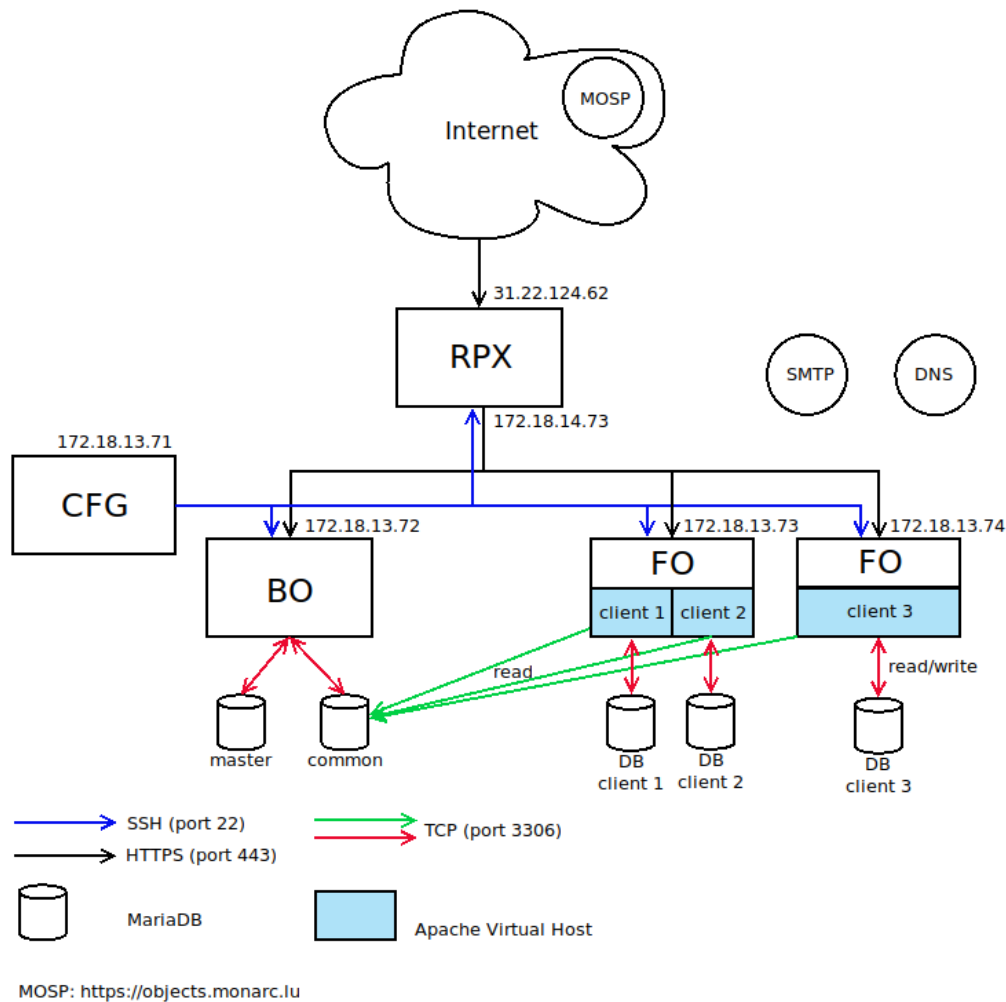 MOSP
Internet
31.22.124.62
RPX
SMTP
DNS
172.18.14.73
172.18.13.71
CFG
172.18.13.72
172.18.13.73
172.18.13.74
BO
FO
FO
client 1
client 2
client 3
read
read/write
master
common
DB
client 1
DB
client 2
DB
client 3
SSH (port 22)
TCP (port 3306)
HTTPS (port 443)
MariaDB
Apache Virtual Host
MOSP: https://objects.monarc.lu